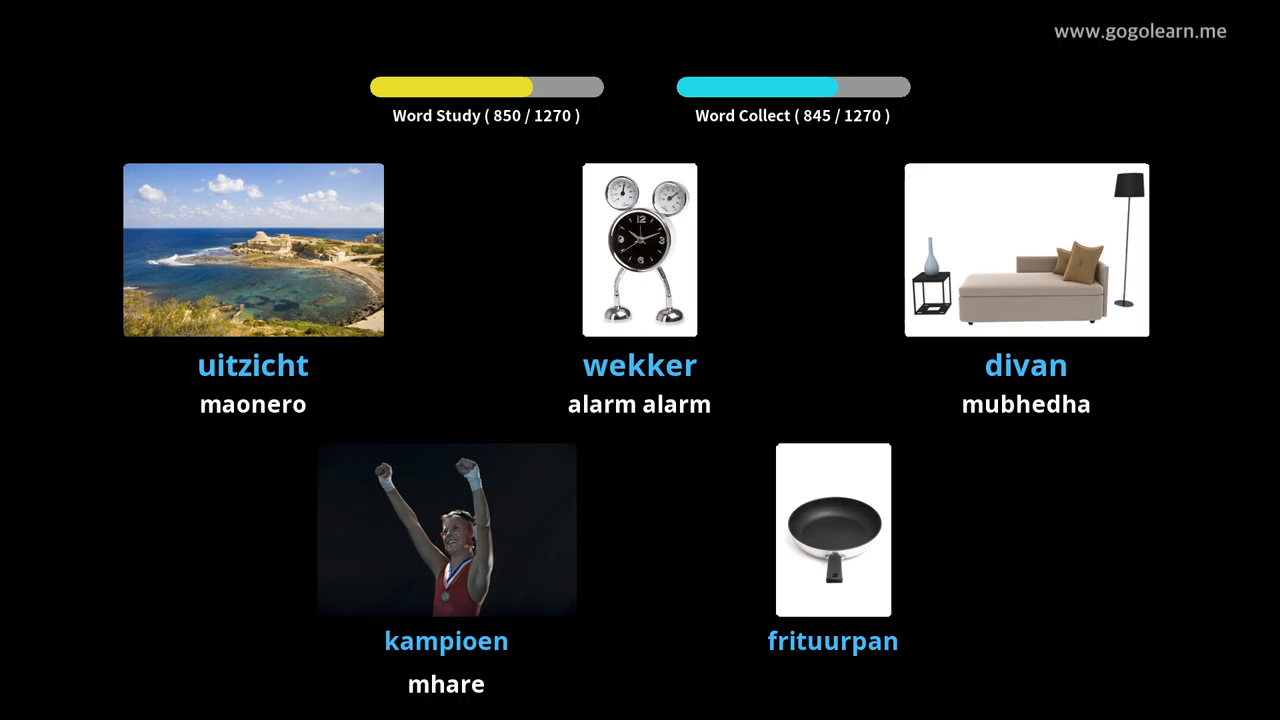 www.gogolearn.me
Word Study ( 850 / 1270 )
Word Collect ( 845 / 1270 )
uitzicht
maonero
wekker
alarm alarm
divan
mubhedha
kampioen
mhare
frituurpan